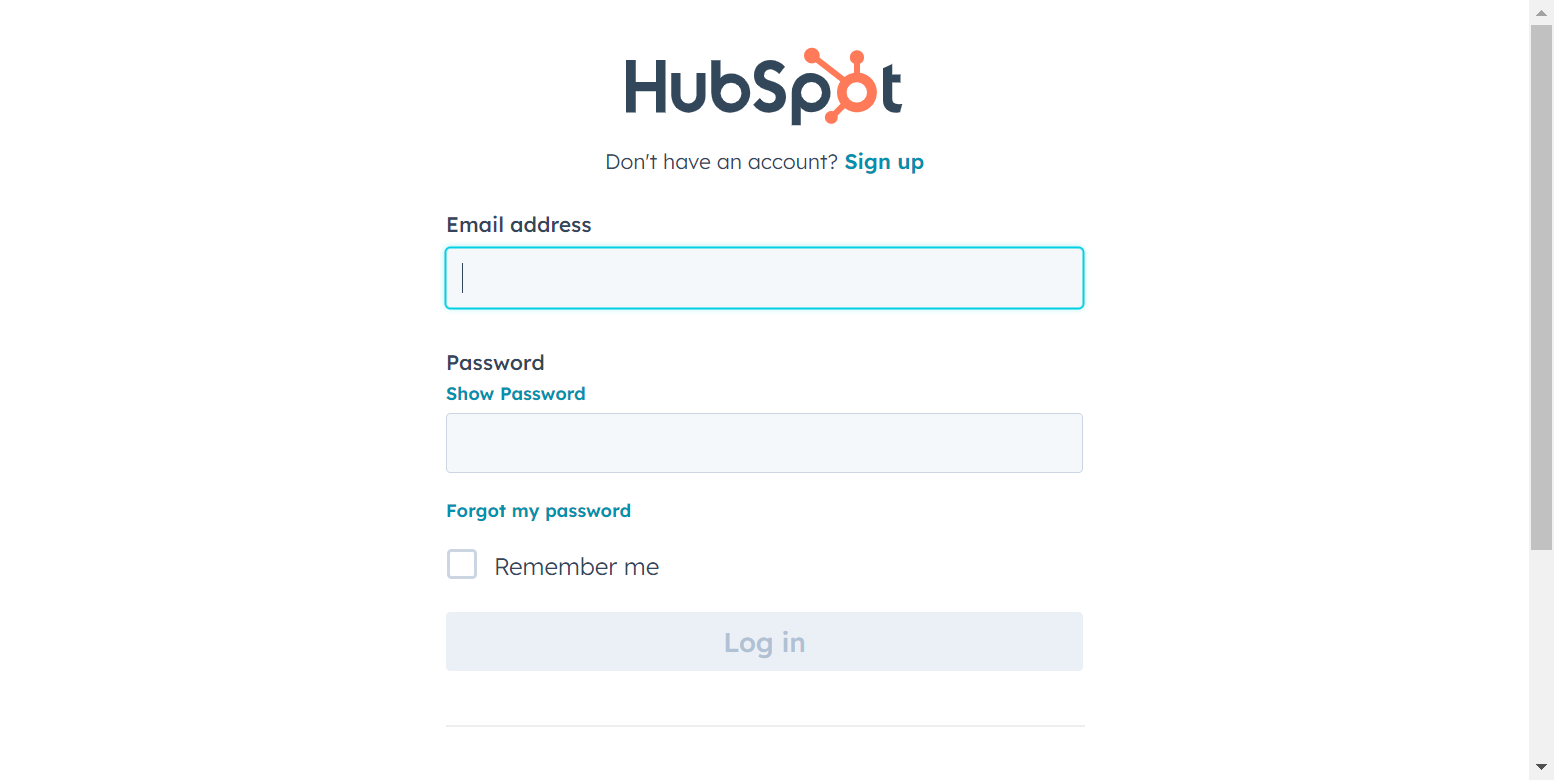 HubSpot
Don't have an account? Sign up
Email address
Password
Show Password
Forgot my password
Remember me
Log in